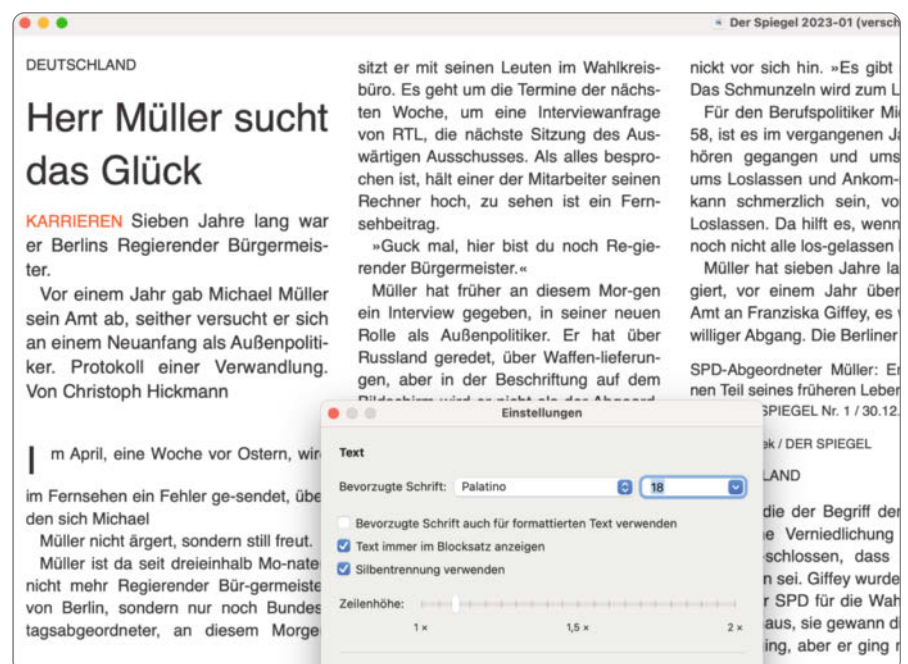 Der Spiegel 2023-01
DEUTSCHLAND
Herr Müller sucht
das Glück
KARRIEREN Sieben Jahre lang war
er Berlins Regierender Bürgermeis-
ter.
Vor einem Jahr gab Michael Müller
sein Amt ab, seither versucht er sich
an einem Neuanfang als Außenpoliti-
ker. Protokoll einer Verwandlung.
Von Christoph Hickmann
I m April, eine Woche vor Ostern, wir
im Fernsehen ein Fehler ge-sendet, übe
den sich Michael
Müller nicht ärgert, sondern still freut.
Müller ist da seit dreieinhalb Mo-nate
nicht mehr Regierender Bür-germeiste
von Berlin, sondern nur noch Bundes
tagsabgeordneter, an diesem Morge
sitzt er mit seinen Leuten im Wahlkreis-
büro. Es geht um die Termine der nächs-
ten Woche, um eine Interviewanfrage
von RTL, die nächste Sitzung des Aus-
wärtigen Ausschusses. Als alles bespro-
chen ist, hält einer der Mitarbeiter seinen
Rechner hoch, zu sehen ist ein Fern-
sehbeitrag.
»Guck mal, hier bist du noch Re-gie-
render Bürgermeister.«
Müller hat früher an diesem Mor-gen
ein Interview gegeben, in seiner neuen
Rolle als Außenpolitiker. Er hat über
Russland geredet, über Waffen-lieferun-
gen, aber in der Beschriftung auf dem
nickt vor sich hin. »Es gibt
Das Schmunzeln wird zum L
Für den Berufspolitiker Mi
58, ist es im vergangenen J
hören gegangen und ums
ums Loslassen und Ankom-
kann schmerzlich sein, vo
Loslassen. Da hilft es, wenn
noch nicht alle los-gelassen
Müller hat sieben Jahre la
giert, vor einem Jahr über
Amt an Franziska Giffey, es
williger Abgang. Die Berliner
SPD-Abgeordneter Müller: Er
nen Teil seines früheren Leber
SPIEGEL Nr. 1 / 30.12.
ek / DER SPIEGEL
LAND
die der Begriff der
e Verniedlichung
schlossen, dass
n sei. Giffey wurde
r SPD für die Wah
aus, sie gewann d
ing, aber er ging
Einstellungen
Text
Bevorzugte Schrift: Palatino 18
Bevorzugte Schrift auch für formattierten Text verwenden
Text immer im Blocksatz anzeigen
Silbentrennung verwenden
Zeilenhöhe:
1 × 1,5 × 2 ×